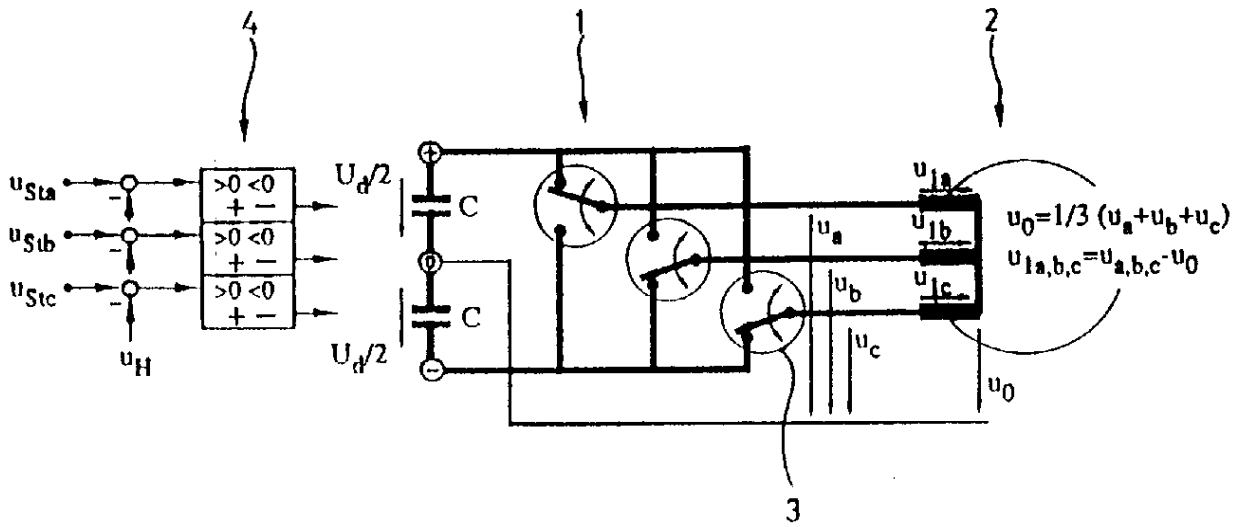 4
1
2
u_Sta
-
>0 <0
+ −
u_Stb
-
>0 <0
+ −
u_Stc
-
>0 <0
+ −
u_H
+
U_d/2
C
0
C
U_d/2
−
u_a
u_b
u_c
u_1a
u_1b
u_1c
u_0
u_0=1/3 (u_a+u_b+u_c)
u_1a,b,c=u_a,b,c-u_0
3